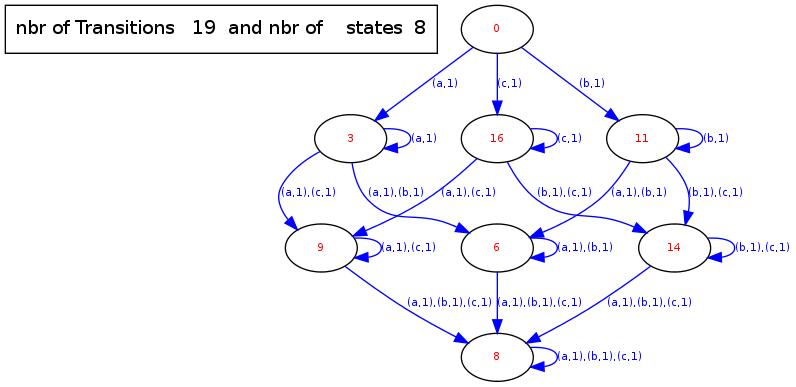 nbr of Transitions 19 and nbr of states 8
0
(a,1)
(c,1)
(b,1)
3
(a,1)
16
(c,1)
11
(b,1)
(a,1),(c,1)
(a,1),(b,1)
(a,1),(c,1)
(b,1),(c,1)
(a,1),(b,1)
(b,1),(c,1)
9
(a,1),(c,1)
6
(a,1),(b,1)
14
(b,1),(c,1)
(a,1),(b,1),(c,1)
(a,1),(b,1),(c,1)
(a,1),(b,1),(c,1)
8
(a,1),(b,1),(c,1)